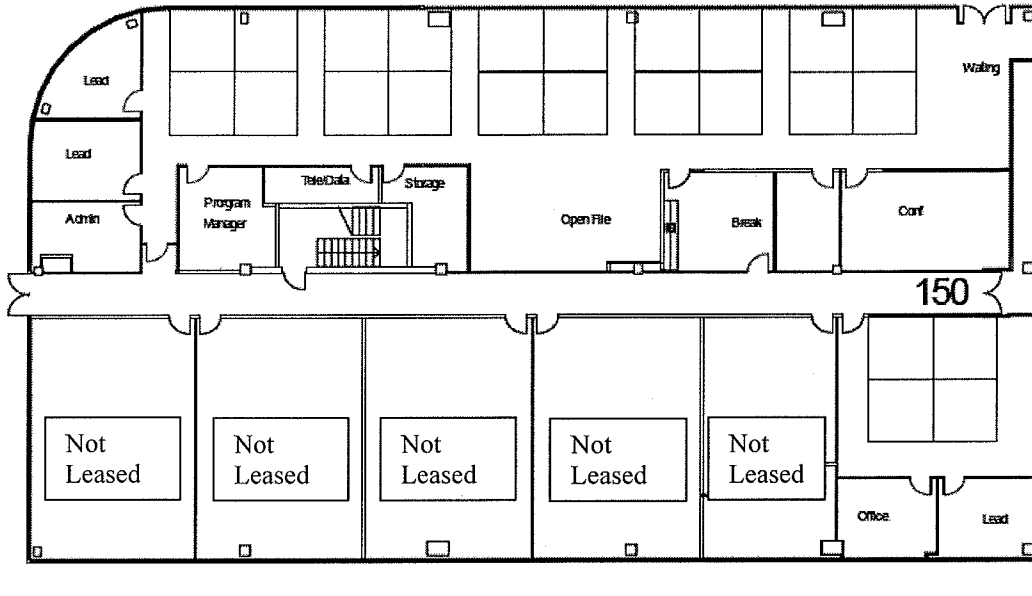 Lead
Waiting
Lead
Tele/Data
Storage
Program
Manager
Admin
Open File
Break
Conf
150
Not
Leased
Not
Leased
Not
Leased
Not
Leased
Not
Leased
Office
Lead